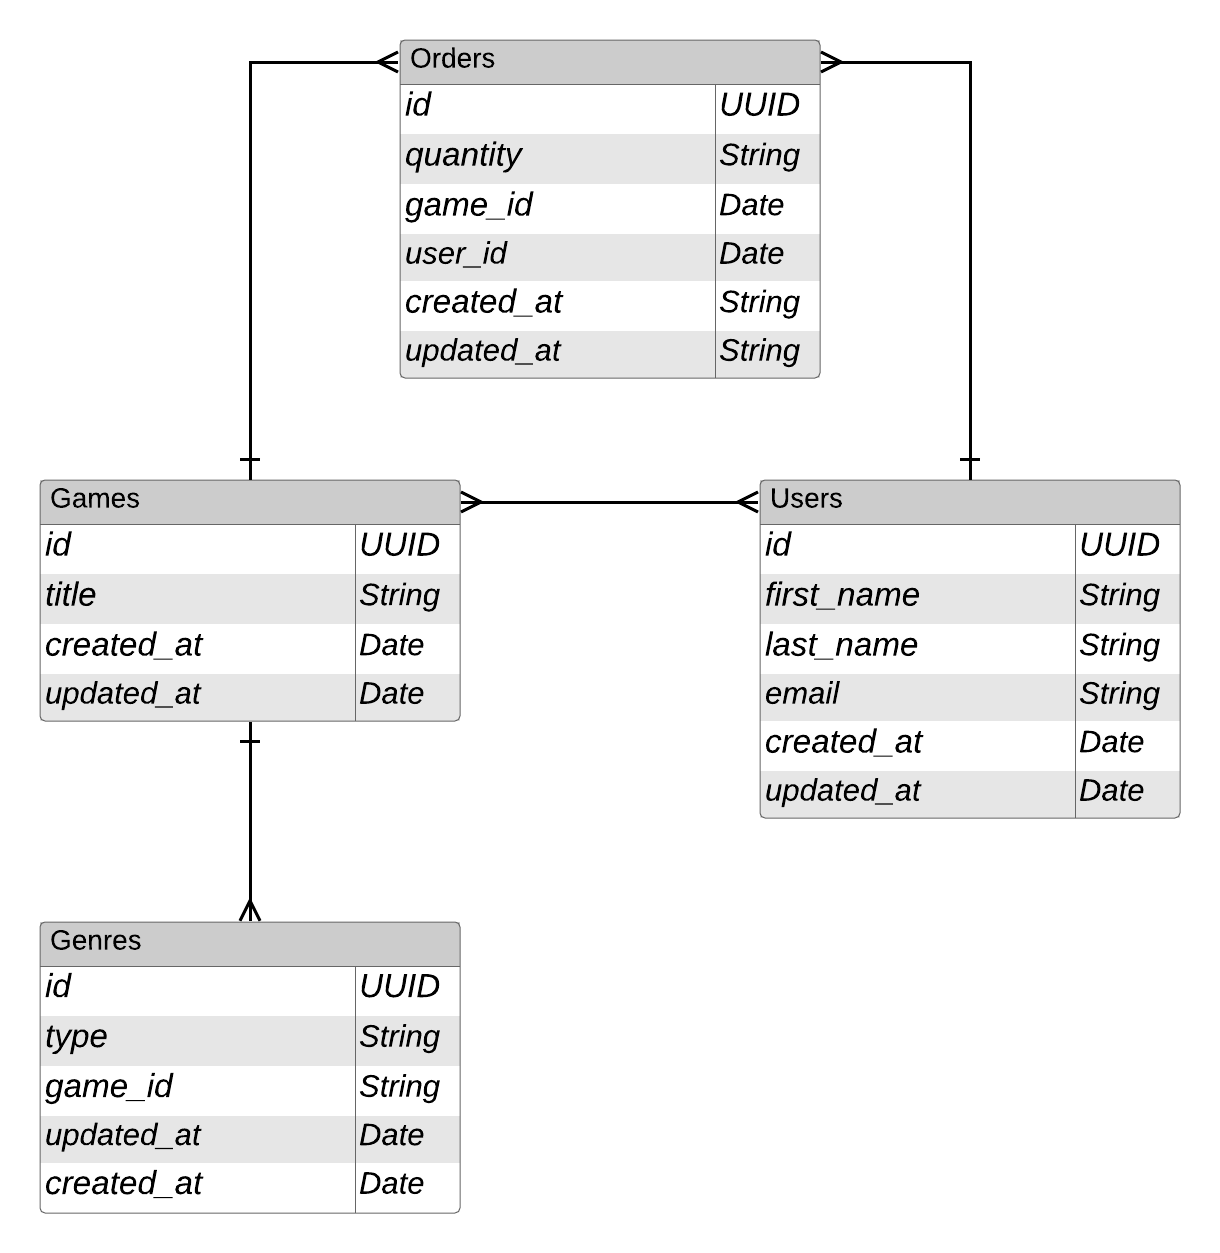 Orders
id UUID
quantity String
game_id Date
user_id Date
created_at String
updated_at String
Games
id UUID
title String
created_at Date
updated_at Date
Users
id UUID
first_name String
last_name String
email String
created_at Date
updated_at Date
Genres
id UUID
type String
game_id String
updated_at Date
created_at Date